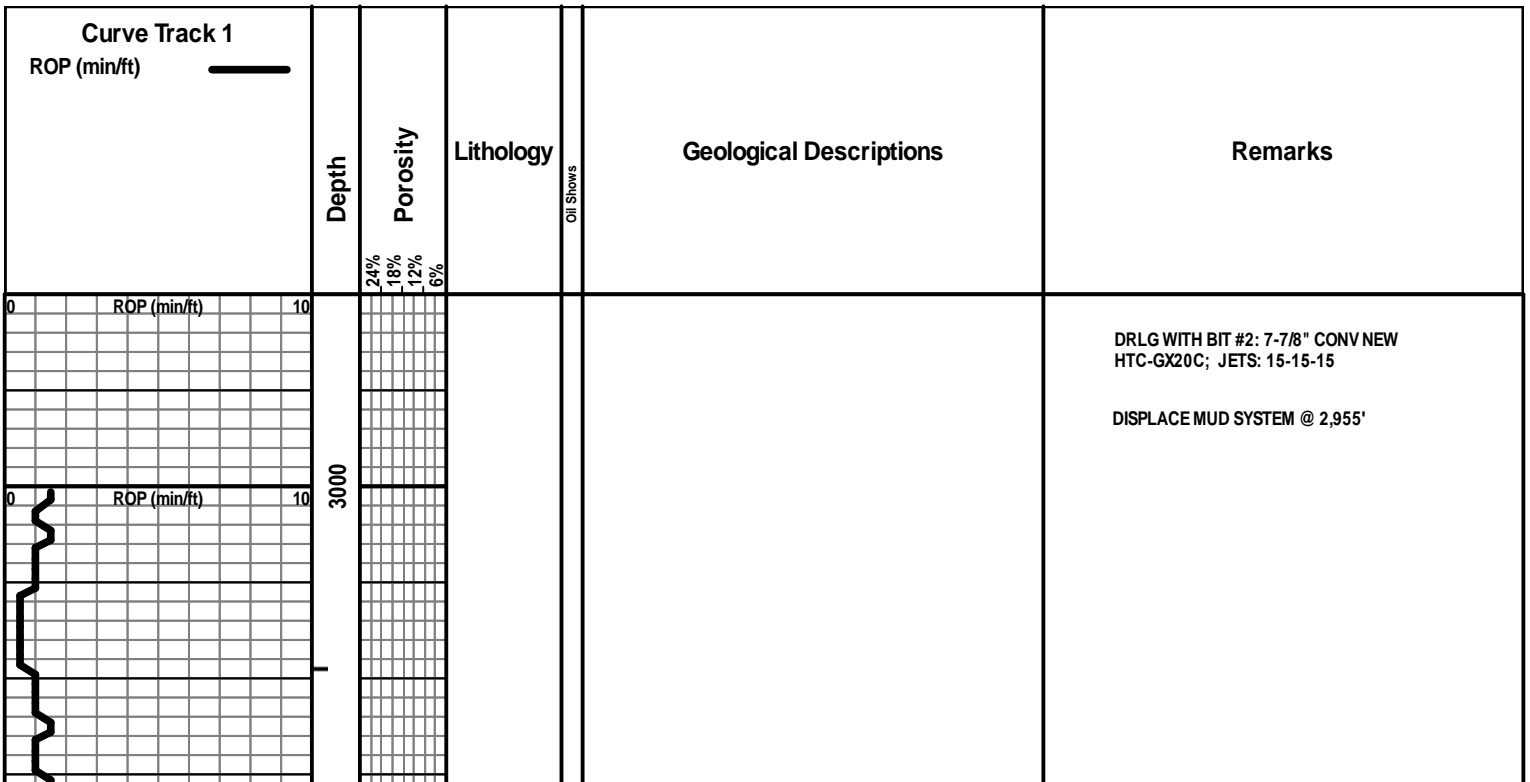 Curve Track 1
ROP (min/ft)
Depth
Porosity
24%
18%
12%
6%
Lithology
Oil Shows
Geological Descriptions
Remarks
0 ROP (min/ft) 10
DRLG WITH BIT #2: 7-7/8" CONV NEW
HTC-GX20C; JETS: 15-15-15
DISPLACE MUD SYSTEM @ 2,955'
3000
0 ROP (min/ft) 10